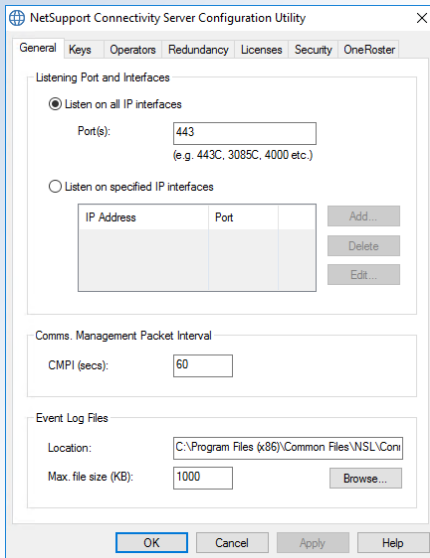 NetSupport Connectivity Server Configuration Utility
General Keys Operators Redundancy Licenses Security OneRoster
Listening Port and Interfaces
Listen on all IP interfaces
Port(s): 443
(e.g. 443C, 3085C, 4000 etc.)
Listen on specified IP interfaces
IP Address Port
Add...
Delete
Edit...
Comms. Management Packet Interval
CMPI (secs): 60
Event Log Files
Location: C:\Program Files (x86)\Common Files\NSL\Conn
Max. file size (KB): 1000 Browse...
OK Cancel Apply Help